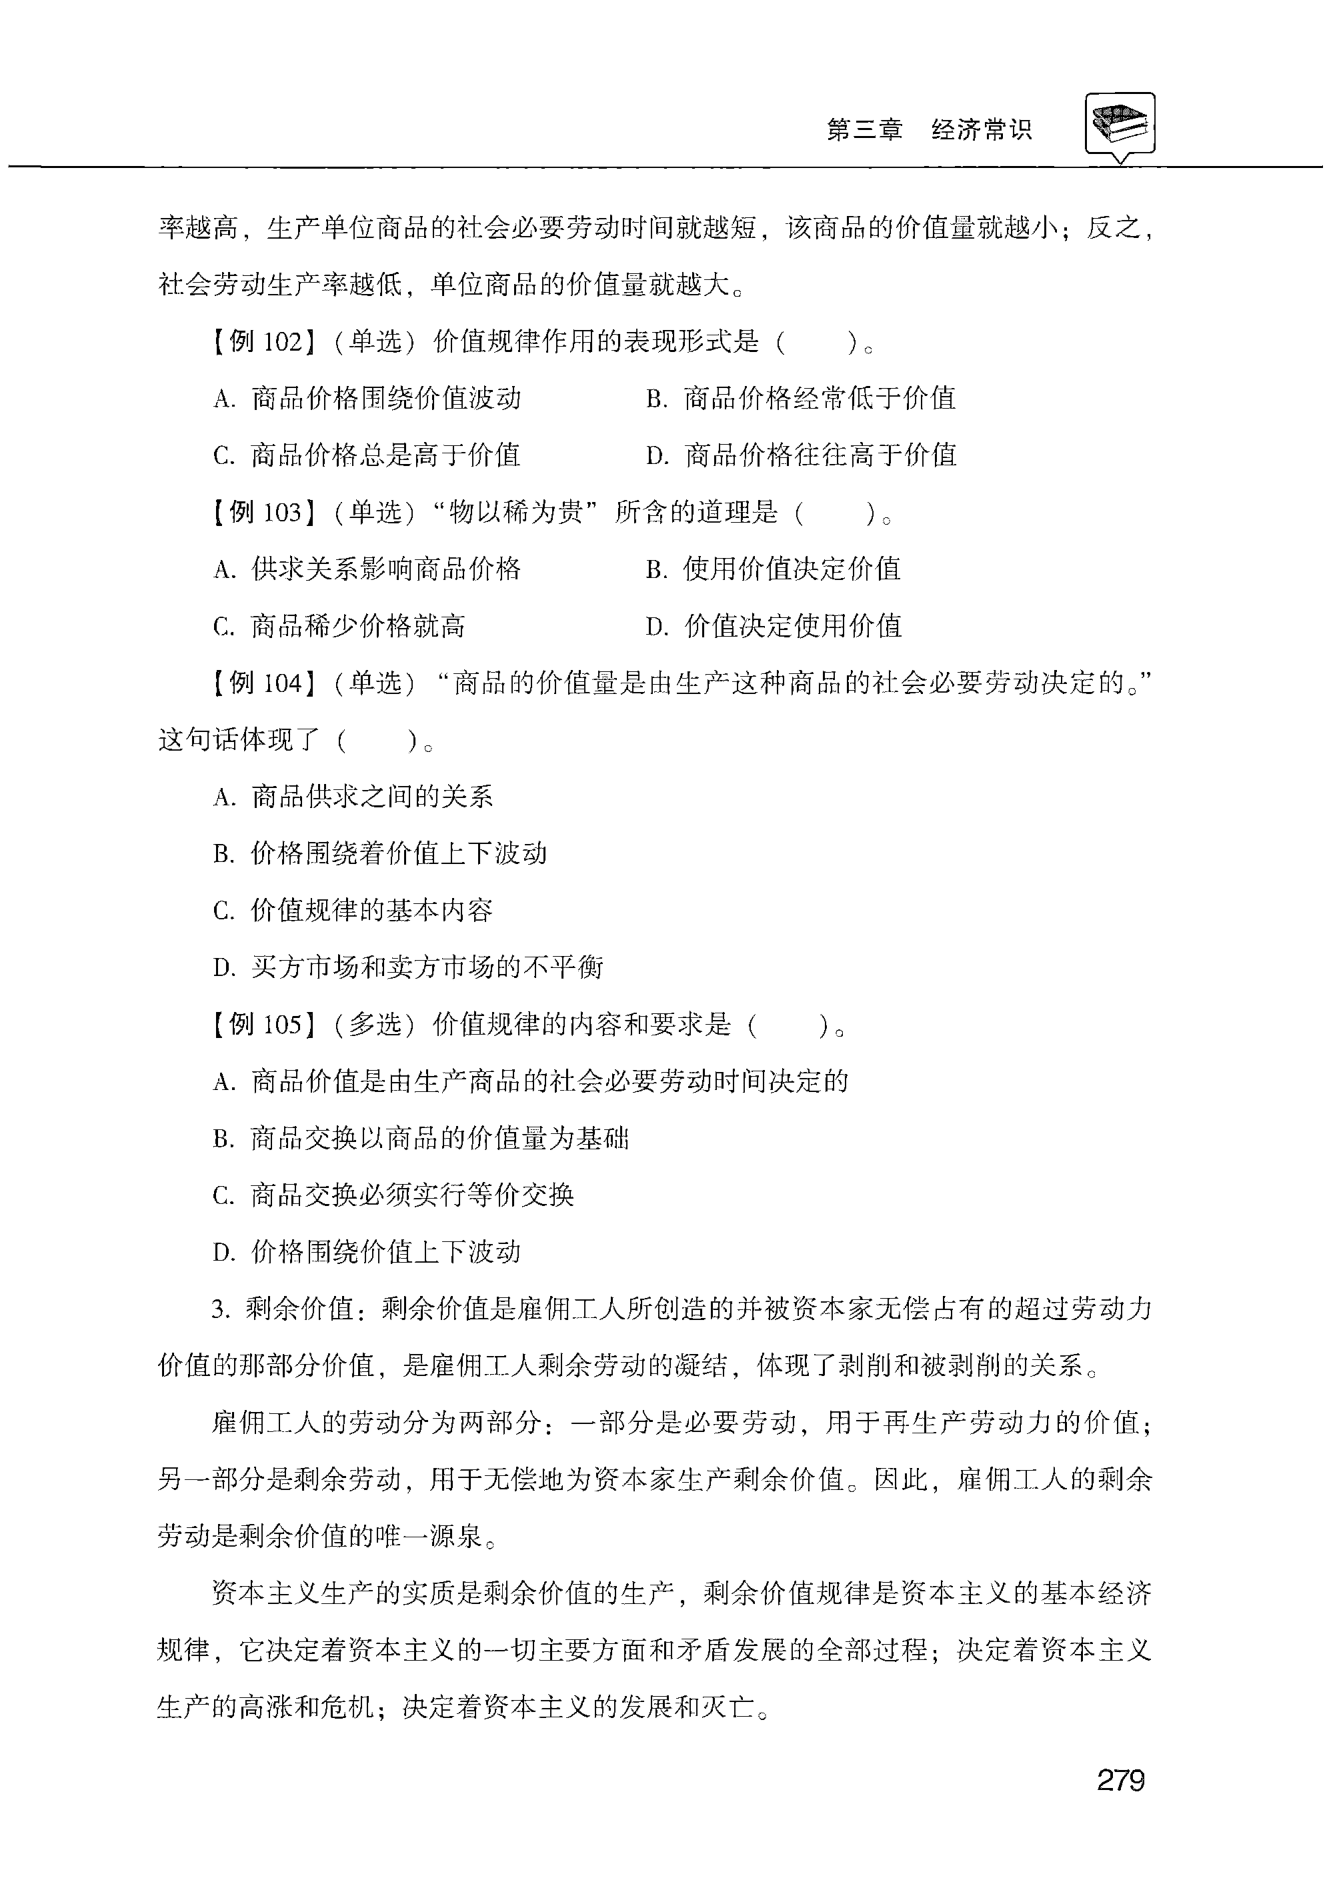 第三章 经济常识
率越高，生产单位商品的社会必要劳动时间就越短，该商品的价值量就越小；反之，
社会劳动生产率越低，单位商品的价值量就越大。
【例 102】（单选）价值规律作用的表现形式是（ ）。
A. 商品价格围绕价值波动 B. 商品价格经常低于价值
C. 商品价格总是高于价值 D. 商品价格往往高于价值
【例 103】（单选）“物以稀为贵”所含的道理是（ ）。
A. 供求关系影响商品价格 B. 使用价值决定价值
C. 商品稀少价格就高 D. 价值决定使用价值
【例 104】（单选）“商品的价值量是由生产这种商品的社会必要劳动决定的。”
这句话体现了（ ）。
A. 商品供求之间的关系
B. 价格围绕着价值上下波动
C. 价值规律的基本内容
D. 买方市场和卖方市场的不平衡
【例 105】（多选）价值规律的内容和要求是（ ）。
A. 商品价值是由生产商品的社会必要劳动时间决定的
B. 商品交换以商品的价值量为基础
C. 商品交换必须实行等价交换
D. 价格围绕价值上下波动
3. 剩余价值：剩余价值是雇佣工人所创造的并被资本家无偿占有的超过劳动力
价值的那部分价值，是雇佣工人剩余劳动的凝结，体现了剥削和被剥削的关系。
雇佣工人的劳动分为两部分：一部分是必要劳动，用于再生产劳动力的价值；
另一部分是剩余劳动，用于无偿地为资本家生产剩余价值。因此，雇佣工人的剩余
劳动是剩余价值的唯一源泉。
资本主义生产的实质是剩余价值的生产，剩余价值规律是资本主义的基本经济
规律，它决定着资本主义的一切主要方面和矛盾发展的全部过程；决定着资本主义
生产的高涨和危机；决定着资本主义的发展和灭亡。
279